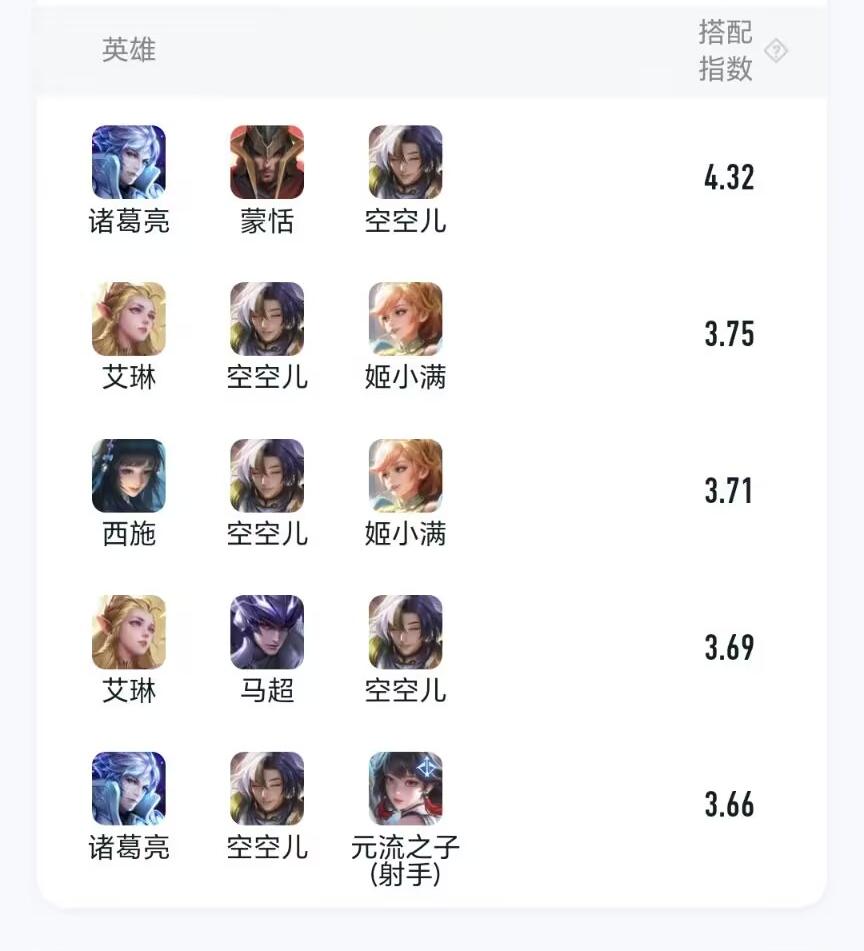 英雄
搭配
指数
诸葛亮 蒙恬 空空儿 4.32
艾琳 空空儿 姬小满 3.75
西施 空空儿 姬小满 3.71
艾琳 马超 空空儿 3.69
诸葛亮 空空儿 元流之子 3.66
(射手)